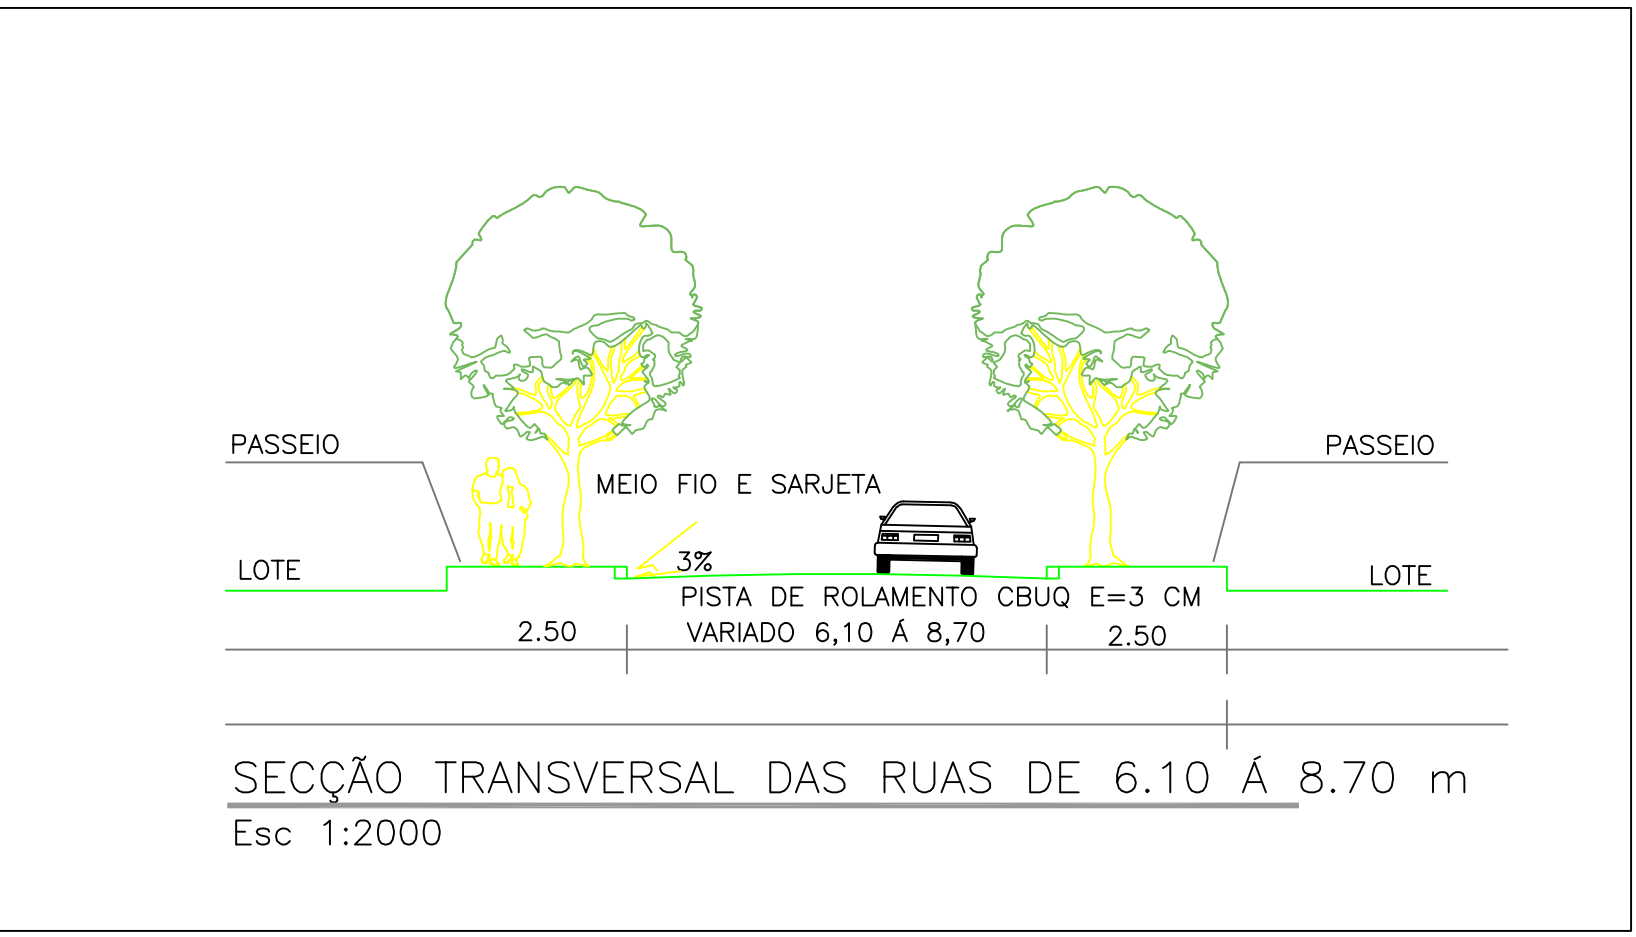 PASSEIO
PASSEIO
MEIO FIO E SARJETA
3%
LOTE
LOTE
PISTA DE ROLAMENTO CBUQ E=3 CM
2.50
VARIADO 6,10 Á 8,70
2.50
SECÇÃO TRANSVERSAL DAS RUAS DE 6.10 Á 8.70 m
Esc 1:2000